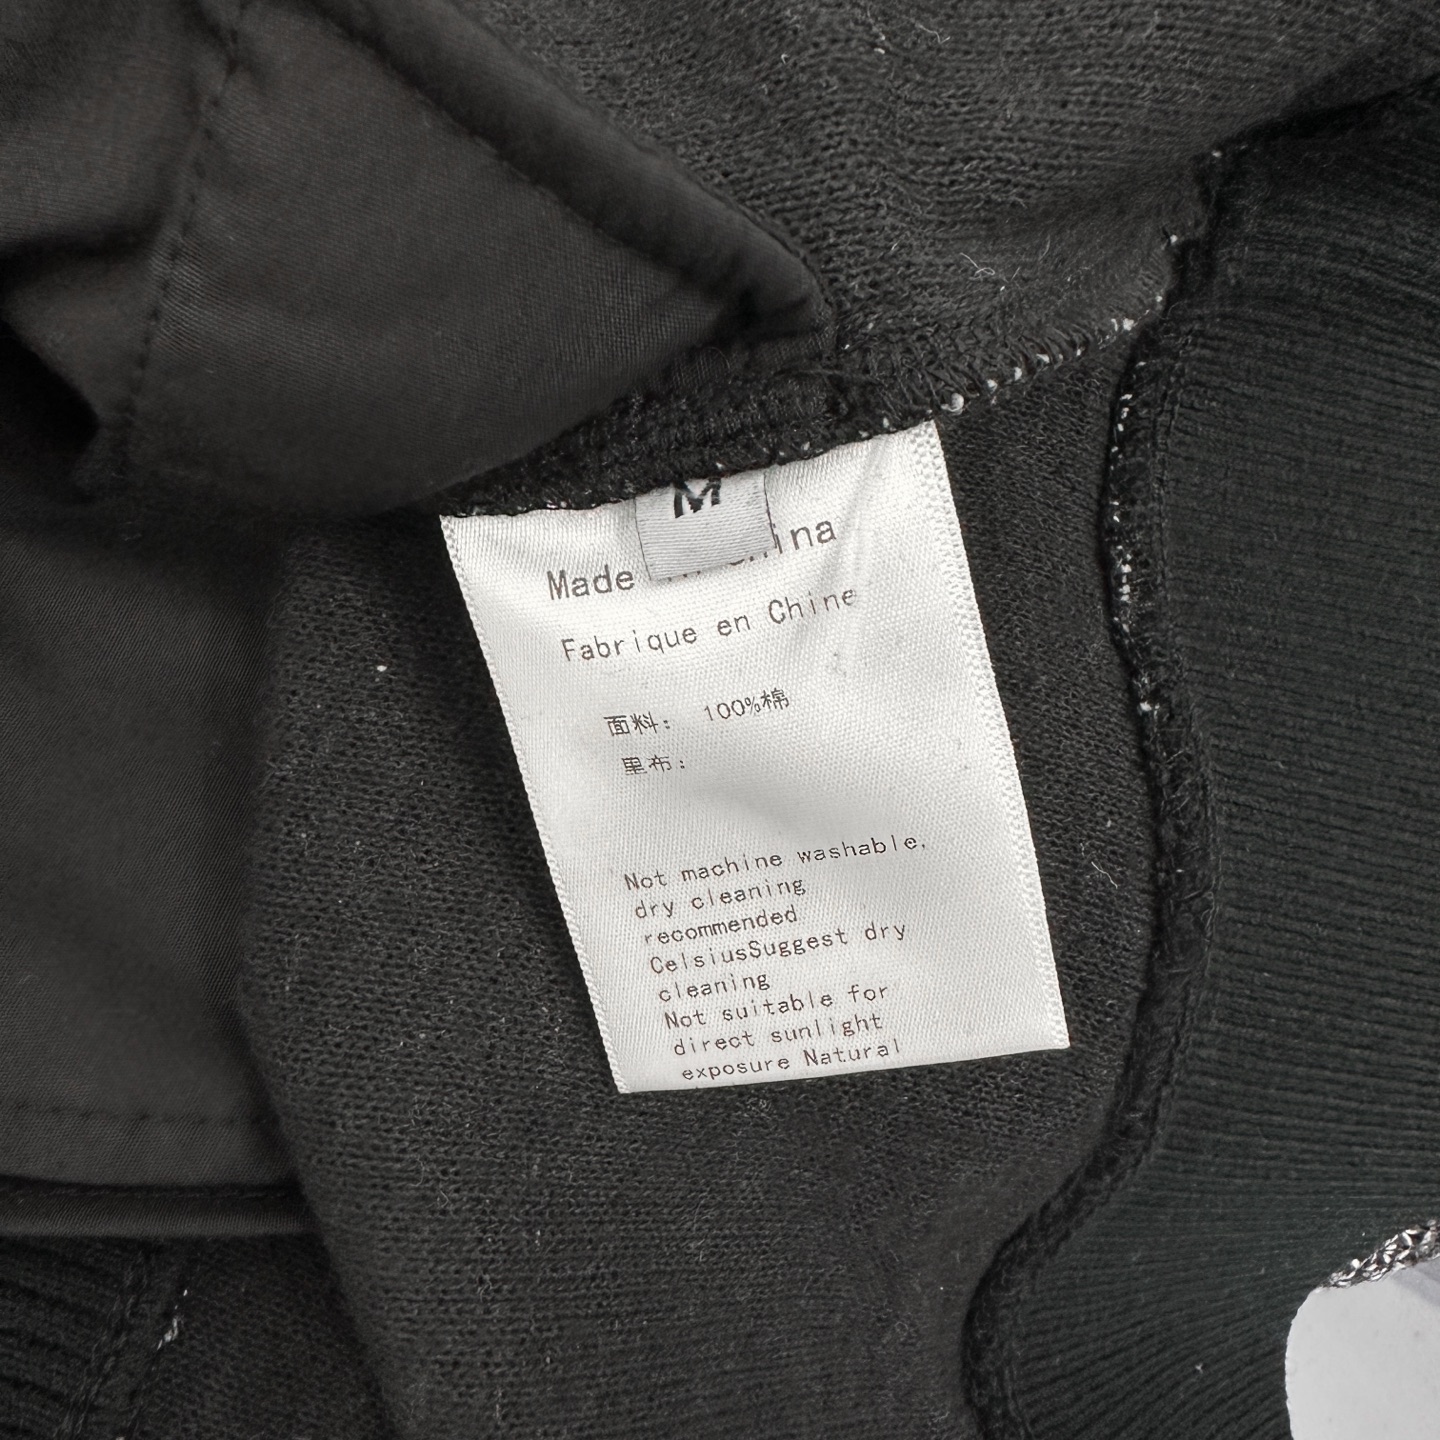 M
Made
Fabrique en Chine
面料： 100%棉
里布：
Not machine washable,
dry cleaning
recommended
CelsiusSuggest dry
cleaning
Not suitable for
direct sunlight
exposure Natural